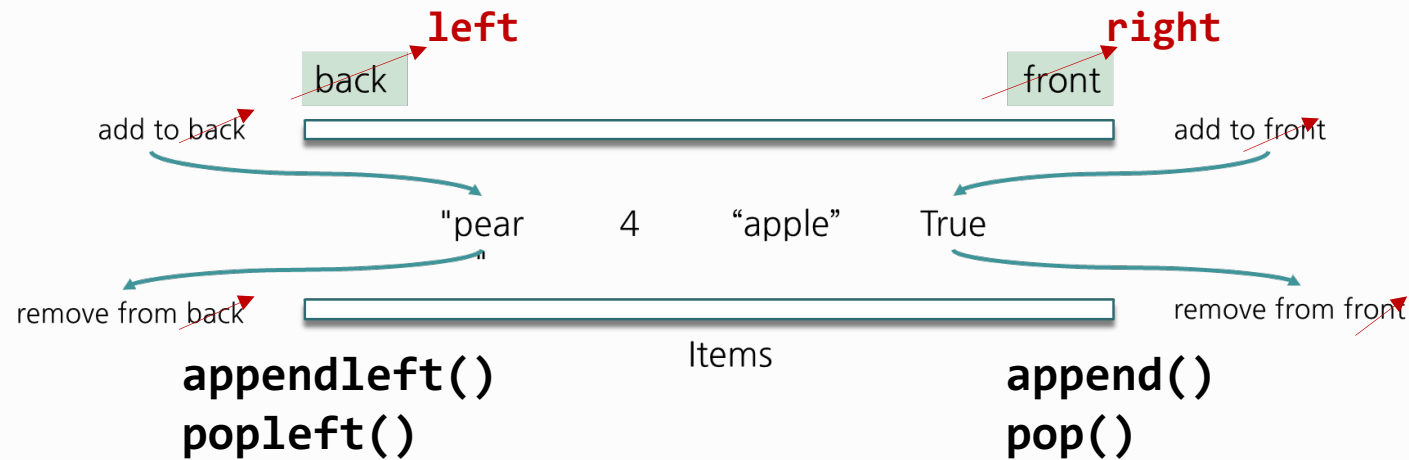 left
right
back
front
add to back
add to front
"pear
"
4
“apple”
True
remove from back
remove from front
Items
appendleft()
popleft()
append()
pop()